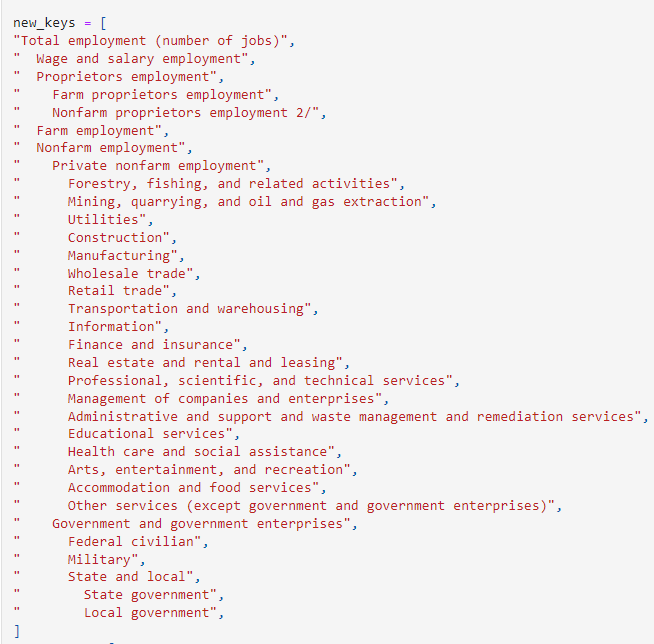 new_keys = [
"Total employment (number of jobs)",
"  Wage and salary employment",
"  Proprietors employment",
"    Farm proprietors employment",
"    Nonfarm proprietors employment 2/",
"  Farm employment",
"  Nonfarm employment",
"    Private nonfarm employment",
"      Forestry, fishing, and related activities",
"      Mining, quarrying, and oil and gas extraction",
"      Utilities",
"      Construction",
"      Manufacturing",
"      Wholesale trade",
"      Retail trade",
"      Transportation and warehousing",
"      Information",
"      Finance and insurance",
"      Real estate and rental and leasing",
"      Professional, scientific, and technical services",
"      Management of companies and enterprises",
"      Administrative and support and waste management and remediation services",
"      Educational services",
"      Health care and social assistance",
"      Arts, entertainment, and recreation",
"      Accommodation and food services",
"      Other services (except government and government enterprises)",
"    Government and government enterprises",
"      Federal civilian",
"      Military",
"      State and local",
"        State government",
"        Local government",
]